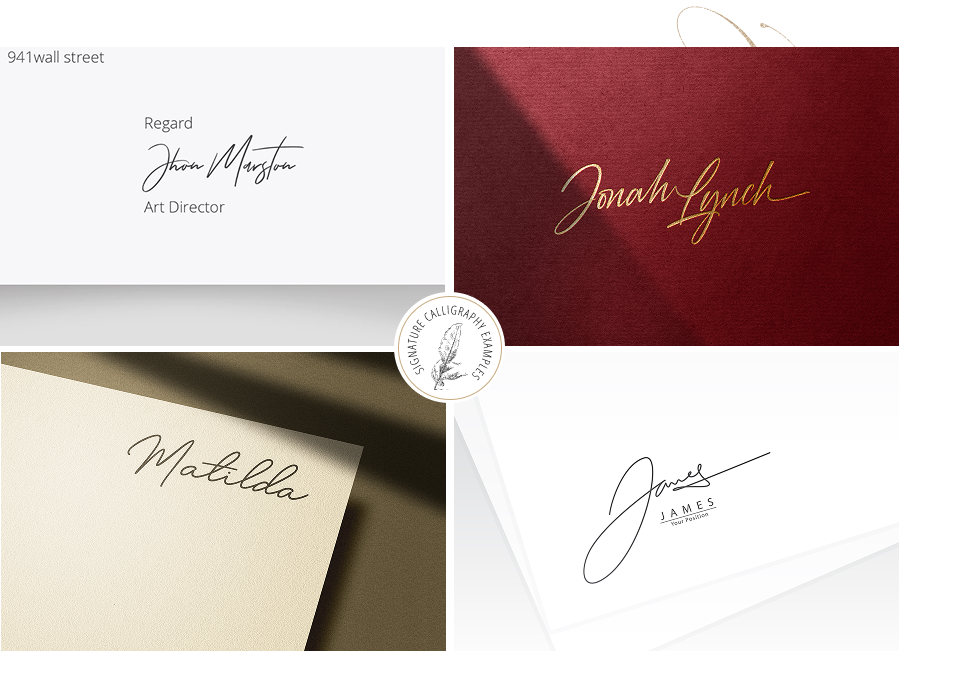 941wall street
Regard
Jhon Marston
Art Director
Jonah Lynch
SIGNATURE CALLIGRAPHY EXAMPLES
Matilda
James
JAMES
Your Position